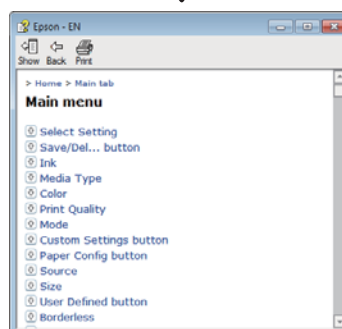 Epson - EN
Show Back Print
> Home > Main tab
Main menu
Select Setting
Save/Del... button
Ink
Media Type
Color
Print Quality
Mode
Custom Settings button
Paper Config button
Source
Size
User Defined button
Borderless